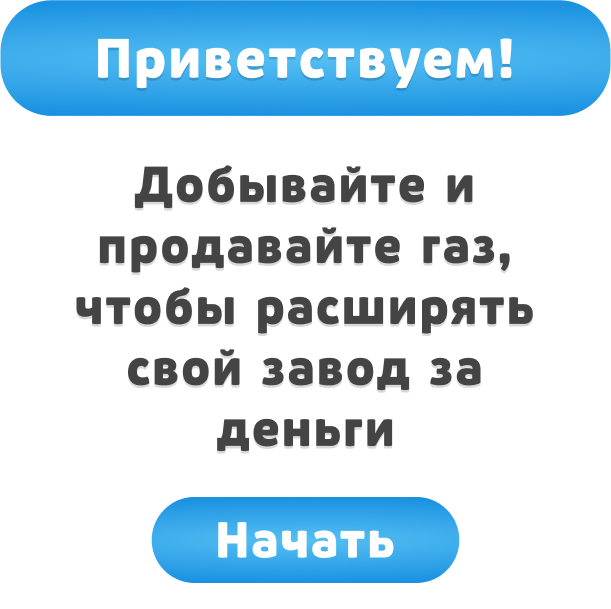 Приветствуем!
Добывайте и
продавайте газ,
чтобы расширять
свой завод за
деньги
Начать